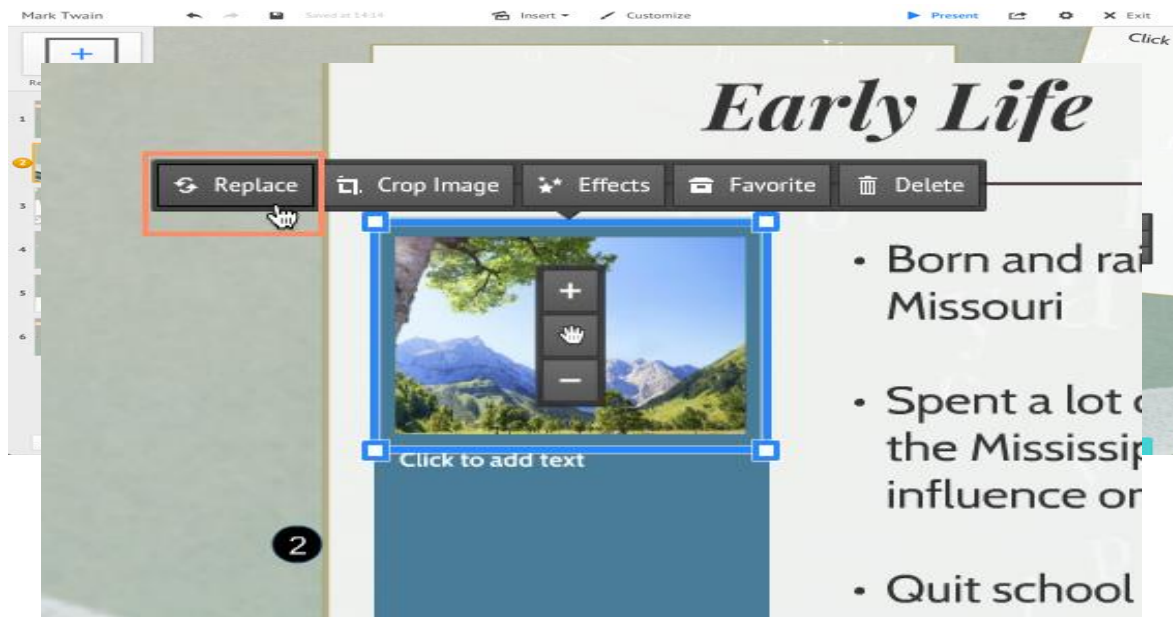 Mark Twain Saved at 14:14 Insert Customize Present Exit
Click
1
2
3
4
5
6
Early Life
Replace Crop Image Effects Favorite Delete
• Born and rai
Missouri
• Spent a lot
the Mississip
influence or
• Quit school
Click to add text
2